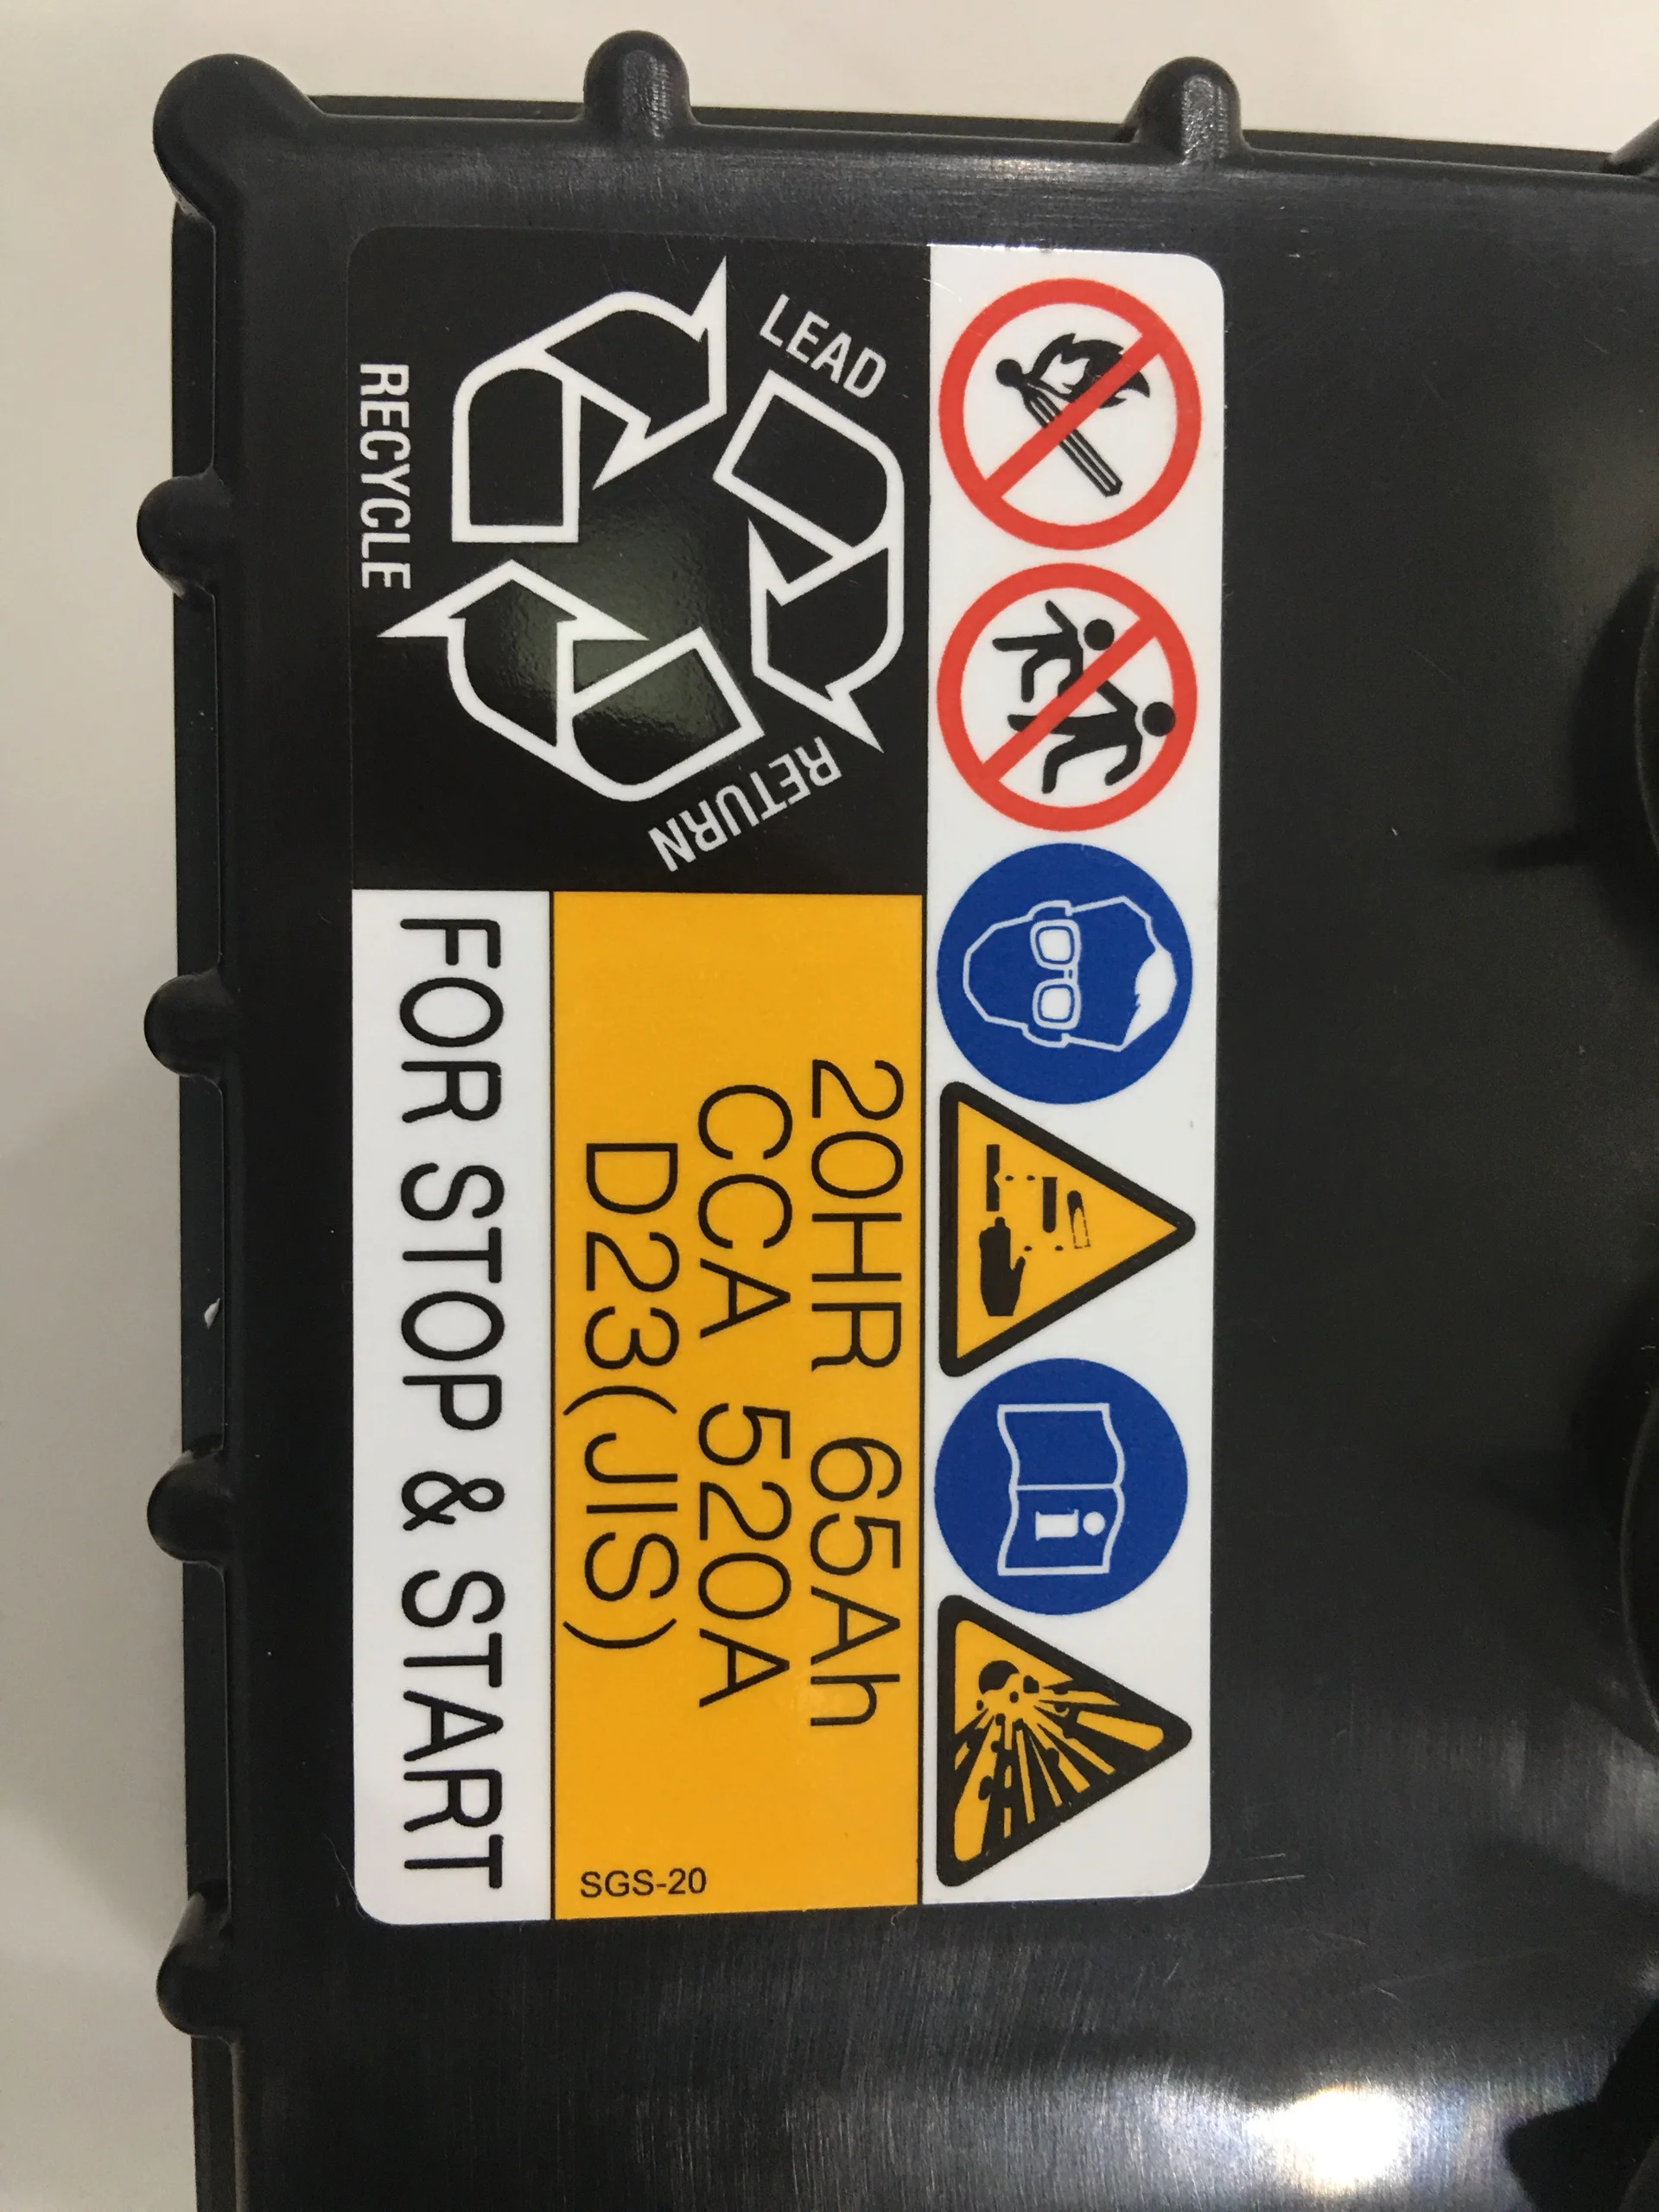 LEAD
RETURN
RECYCLE
20HR 65Ah
CCA 520A
D23(JIS)
SGS-20
FOR STOP & START